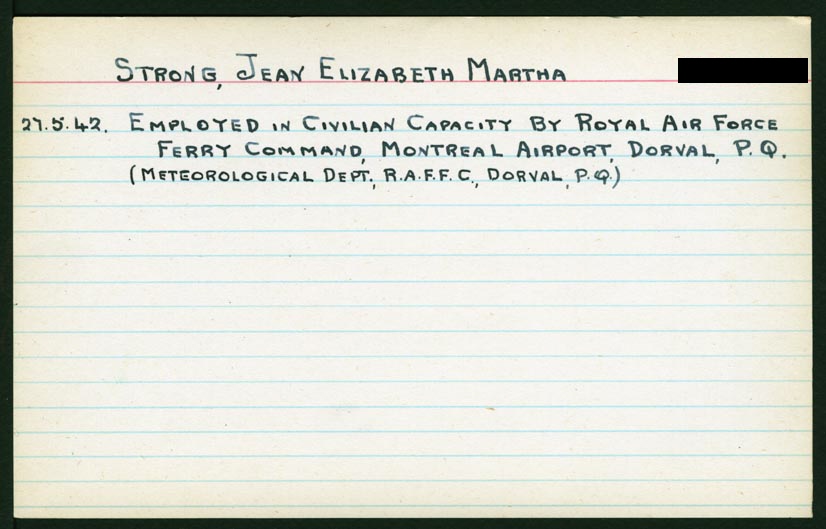 STRONG, JEAN ELIZABETH MARTHA
27.5.42. EMPLOYED IN CIVILIAN CAPACITY BY ROYAL AIR FORCE
FERRY COMMAND, MONTREAL AIRPORT, DORVAL, P.Q.
(METEOROLOGICAL DEPT., R.A.F.F.C., DORVAL, P.Q.)